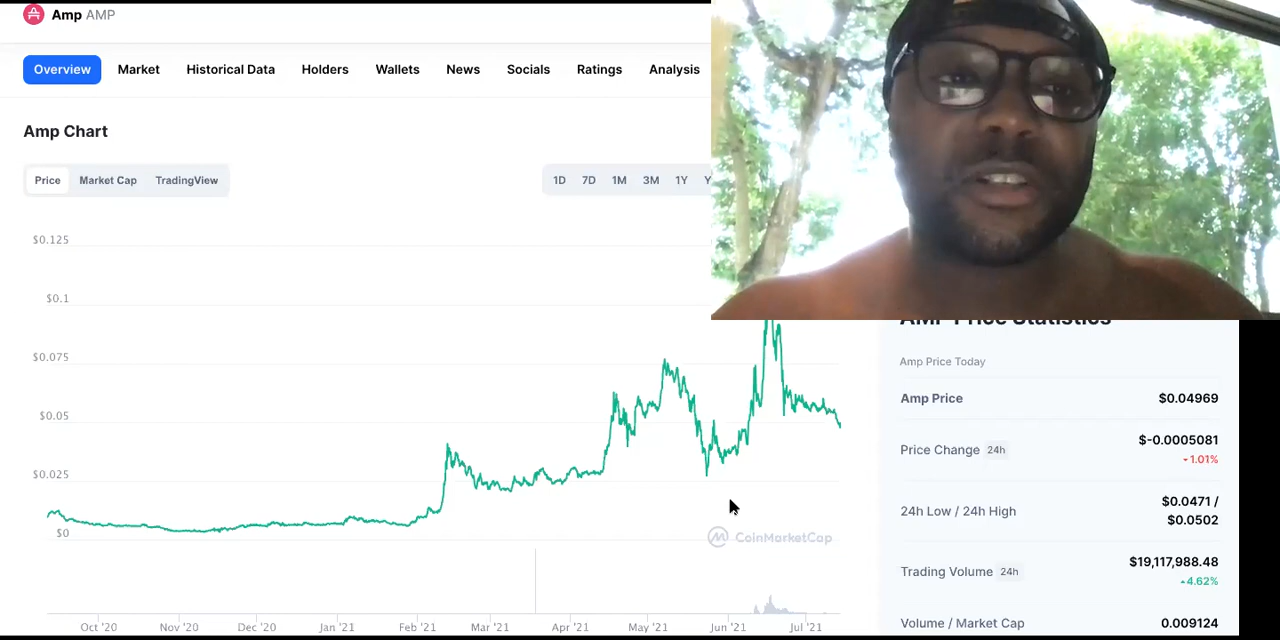 Amp AMP
Overview Market Historical Data Holders Wallets News Socials Ratings Analysis
Amp Chart
Price Market Cap TradingView
1D 7D 1M 3M 1Y
$0.125
$0.1
$0.075
$0.05
$0.025
$0
CoinMarketCap
Oct '20 Nov '20 Dec '20 Jan '21 Feb '21 Mar '21 Apr '21 May '21 Jun '21 Jul '21
AMP Price Statistics
Amp Price Today
Amp Price $0.04969
Price Change 24h $-0.0005081
1.01%
24h Low / 24h High $0.0471 /
$0.0502
Trading Volume 24h $19,117,988.48
4.62%
Volume / Market Cap 0.009124